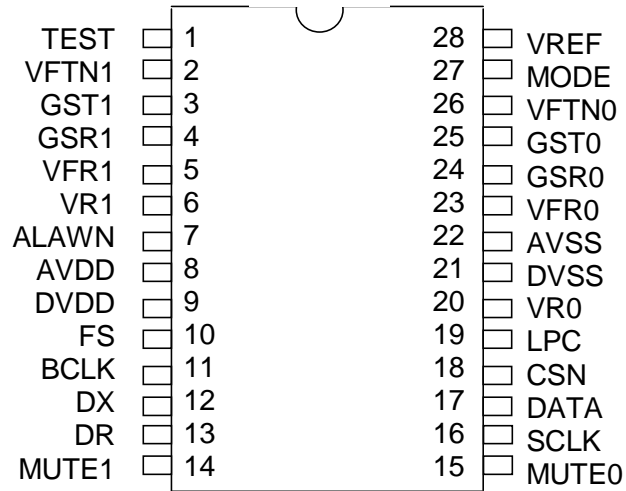 TEST 1 28 VREF
VFTN1 2 27 MODE
GST1 3 26 VFTN0
GSR1 4 25 GST0
VFR1 5 24 GSR0
VR1 6 23 VFR0
ALAWN 7 22 AVSS
AVDD 8 21 DVSS
DVDD 9 20 VR0
FS 10 19 LPC
BCLK 11 18 CSN
DX 12 17 DATA
DR 13 16 SCLK
MUTE1 14 15 MUTE0